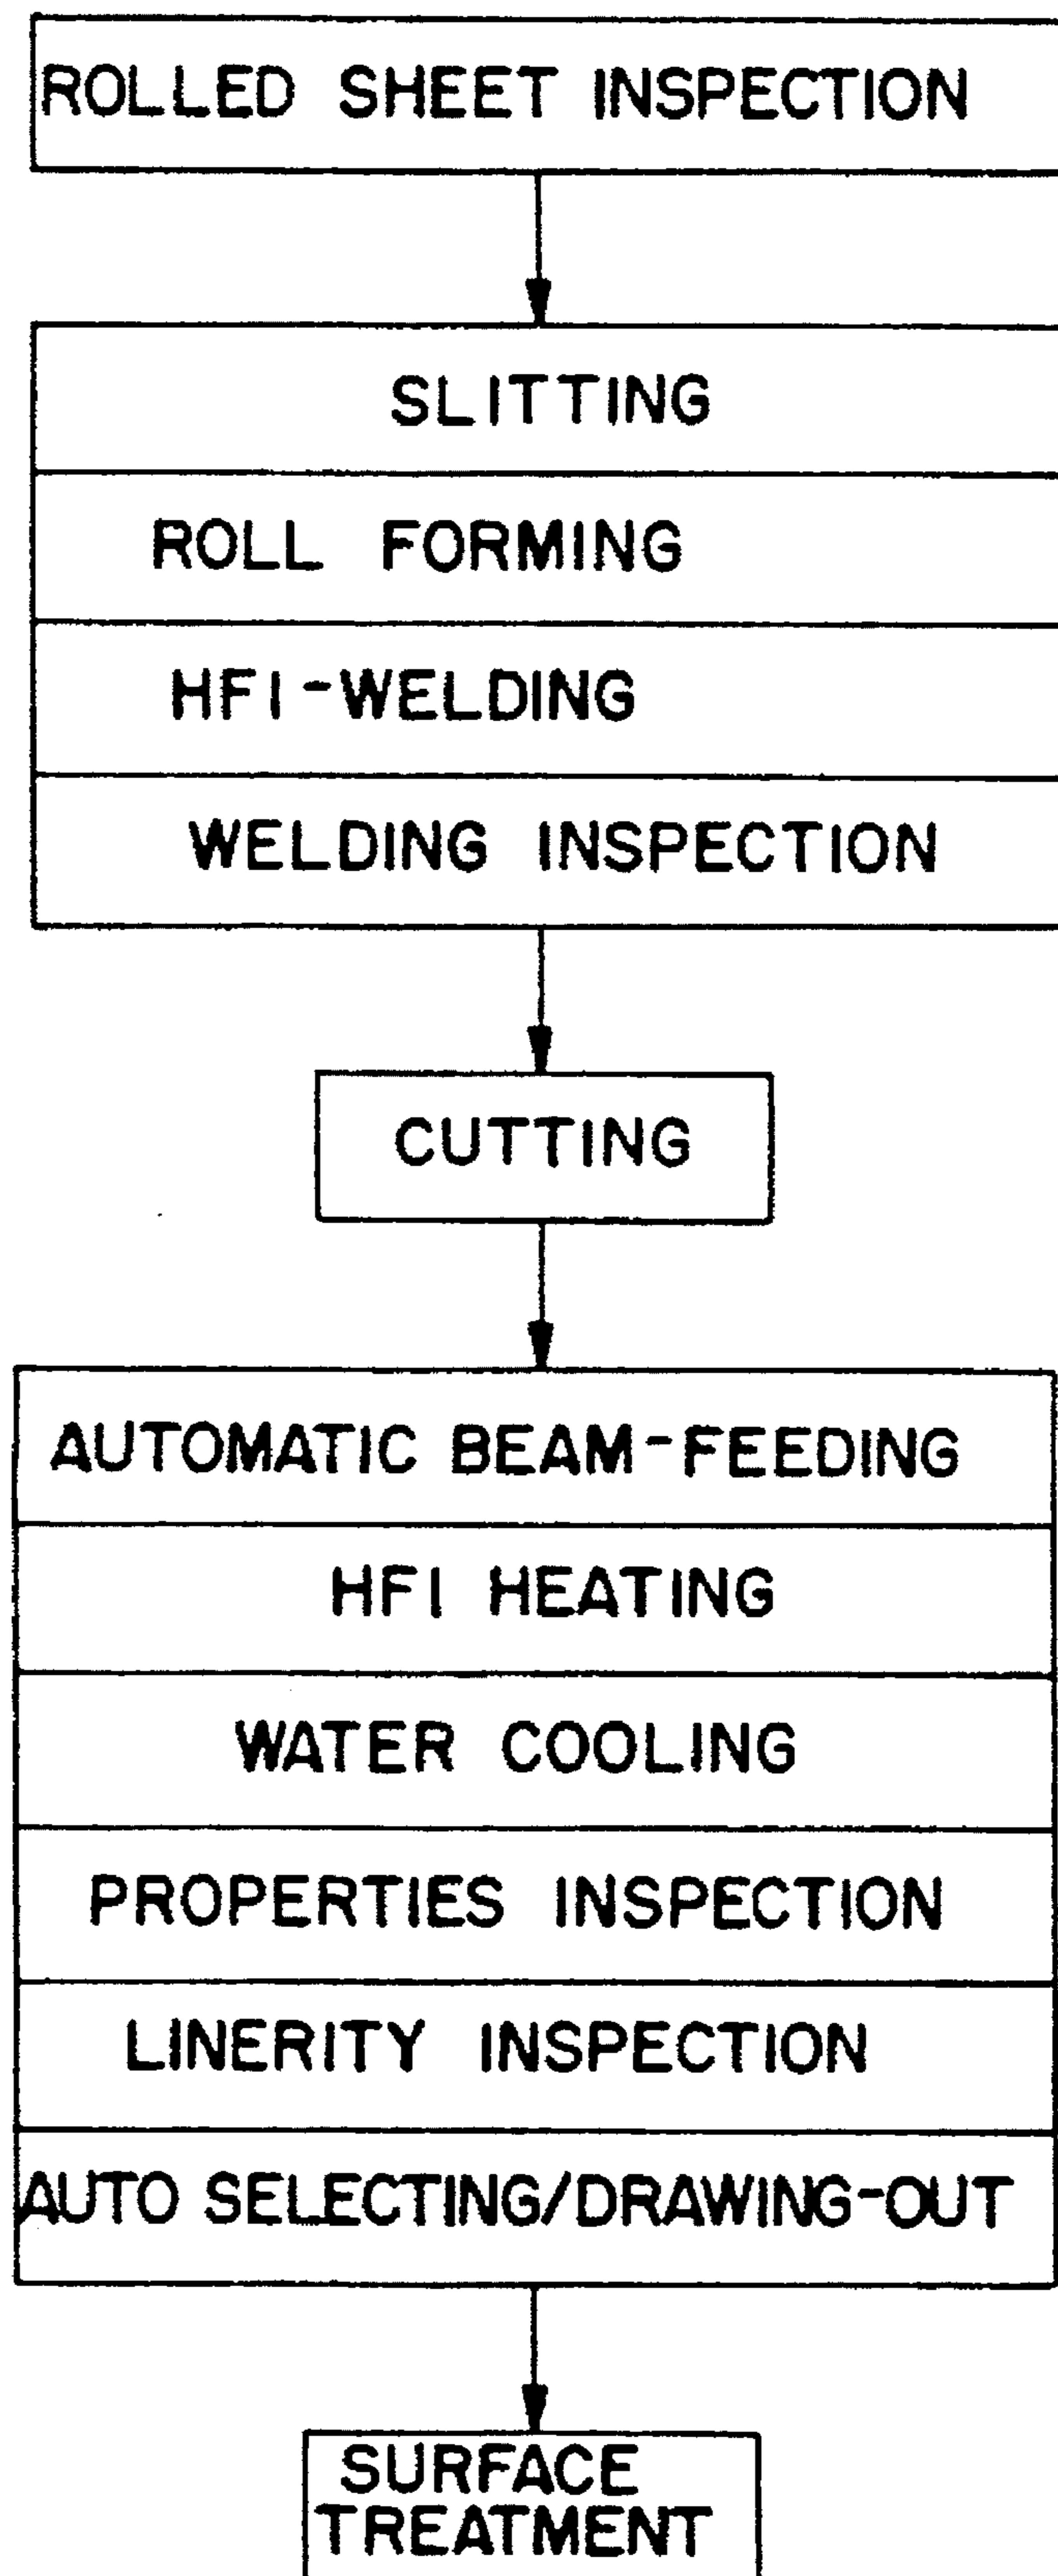 ROLLED SHEET INSPECTION
SLITTING
ROLL FORMING
HFI-WELDING
WELDING INSPECTION
CUTTING
AUTOMATIC BEAM-FEEDING
HFI HEATING
WATER COOLING
PROPERTIES INSPECTION
LINERITY INSPECTION
AUTO SELECTING/DRAWING-OUT
SURFACE
TREATMENT